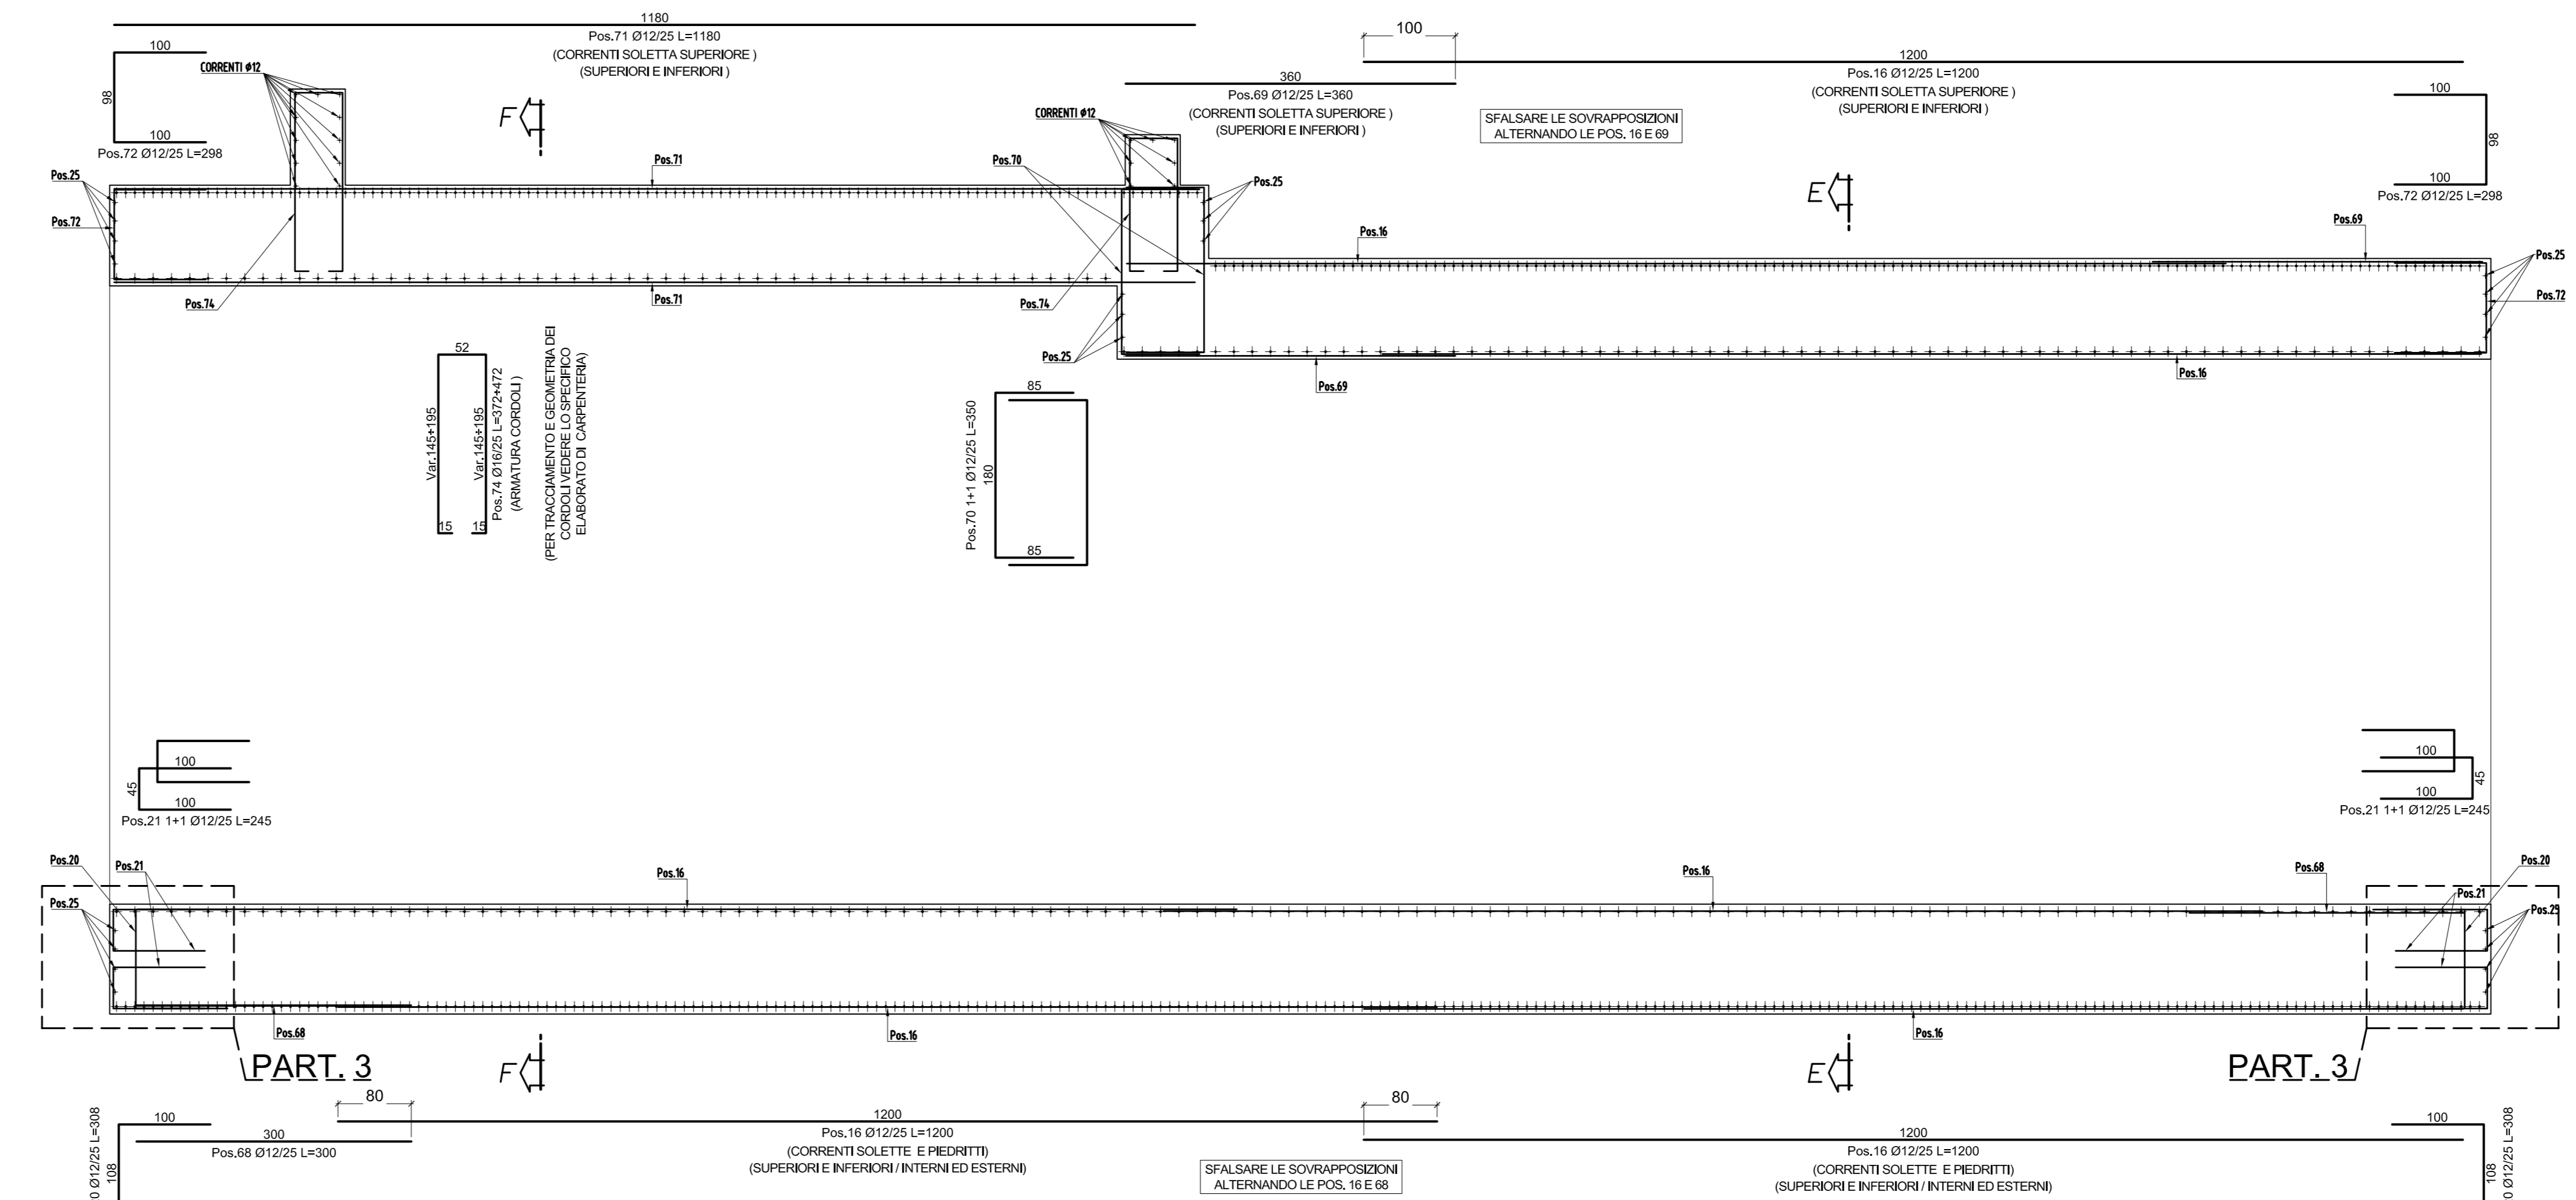 1180
Pos.71 Ø12/25 L=1180
(CORRENTI SOLETTA SUPERIORE )
(SUPERIORI E INFERIORI )
100
98
100
Pos.72 Ø12/25 L=298
CORRENTI Ø12
F
100
360
Pos.69 Ø12/25 L=360
(CORRENTI SOLETTA SUPERIORE )
(SUPERIORI E INFERIORI )
CORRENTI Ø12
1200
Pos.16 Ø12/25 L=1200
(CORRENTI SOLETTA SUPERIORE )
(SUPERIORI E INFERIORI )
SFALSARE LE SOVRAPPOSIZIONI
ALTERNANDO LE POS. 16 E 69
100
98
100
Pos.72 Ø12/25 L=298
E
Pos.25
Pos.72
Pos.71
Pos.70
Pos.25
Pos.16
Pos.69
Pos.25
Pos.72
Pos.74
Pos.71
Pos.74
Pos.25
Pos.69
Pos.16
52
Var.145÷195
Var.145÷195
15
15
Pos.74 Ø16/25 L=372÷472
(ARMATURA CORDOLI )
(PER TRACCIAMENTO E GEOMETRIA DEI
CORDOLI VEDERE LO SPECIFICO
ELABORATO DI CARPENTERIA)
85
180
85
Pos.70 1+1 Ø12/25 L=350
100
45
100
Pos.21 1+1 Ø12/25 L=245
100
45
100
Pos.21 1+1 Ø12/25 L=245
Pos.20
Pos.21
Pos.25
Pos.16
Pos.16
Pos.68
Pos.20
Pos.21
Pos.25
Pos.68
Pos.16
Pos.16
PART. 3
F
E
PART. 3
80
80
100
108
0 Ø12/25 L=308
300
Pos.68 Ø12/25 L=300
1200
Pos.16 Ø12/25 L=1200
(CORRENTI SOLETTE E PIEDRITTI)
(SUPERIORI E INFERIORI / INTERNI ED ESTERNI)
SFALSARE LE SOVRAPPOSIZIONI
ALTERNANDO LE POS. 16 E 68
1200
Pos.16 Ø12/25 L=1200
(CORRENTI SOLETTE E PIEDRITTI)
(SUPERIORI E INFERIORI / INTERNI ED ESTERNI)
100
108
0 Ø12/25 L=308